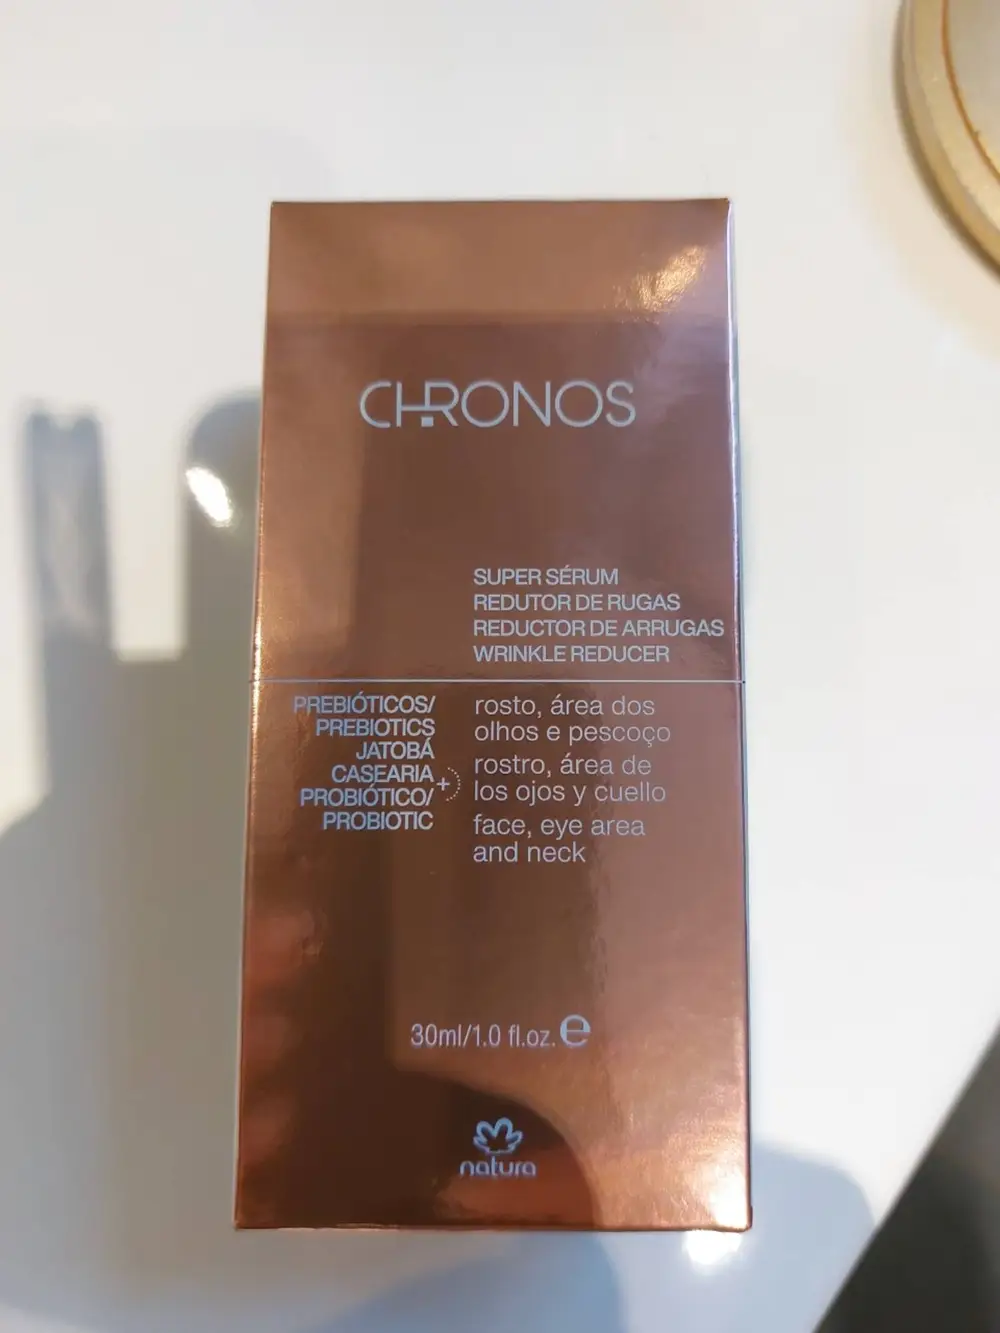 CHRONOS
SUPER SÉRUM
REDUTOR DE RUGAS
REDUCTOR DE ARRUGAS
WRINKLE REDUCER
PREBIÓTICOS/
PREBIOTICS
JATOBÁ
CASEARIA
PROBIÓTICO/
PROBIOTIC
+
rosto, área dos
olhos e pescoço
rostro, área de
los ojos y cuello
face, eye area
and neck
30ml/1.0 fl.oz. e
natura